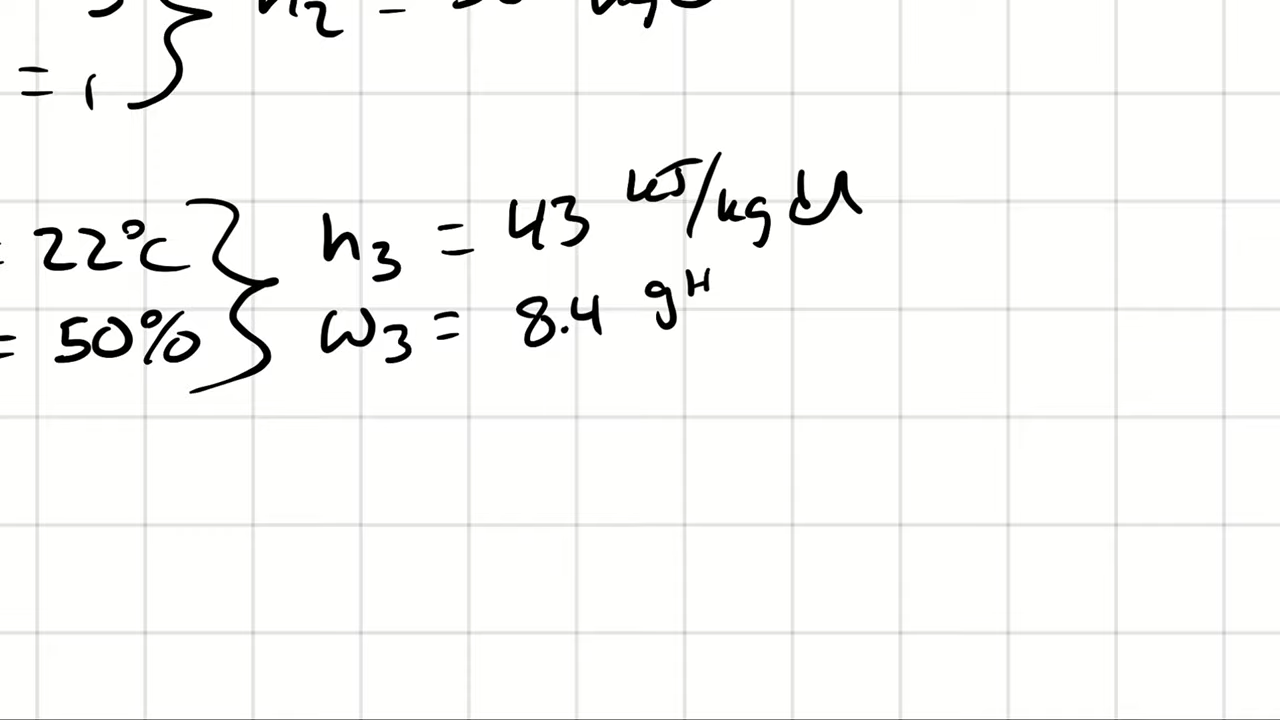 = 1
= 22°C h3 = 43 kJ/kg dA
= 50% ω3 = 8.4 gH